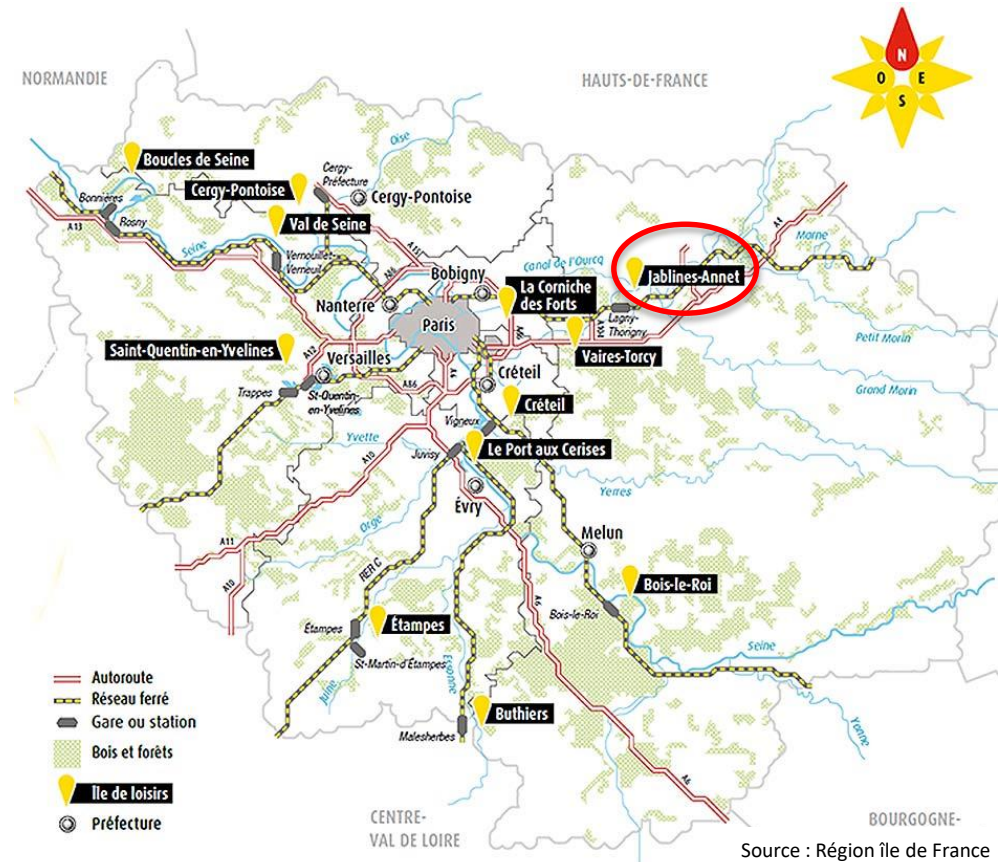 NORMANDIE
HAUTS-DE-FRANCE
N
O
E
S
Oise
Boucles de Seine
Cergy-Préfecture
Cergy-Pontoise
Cergy-Pontoise
Bonnières
Rosny
A13
Val de Seine
Seine
Vernouillet-
Verneuil
Bobigny
Canal de l'Ourcq
Jablines-Annet
Marne
Nanterre
La Corniche
des Forts
Paris
Lagny-
Thorigny
Petit Morin
Saint-Quentin-en-Yvelines
A12
Versailles
Vaires-Torcy
Créteil
Grand Morin
Trappes
St-Quentin-
en-Yvelines
A86
Créteil
Vigneux
Yvette
Juvisy
Le Port aux Cerises
A10
Yerres
Évry
Orge
A11
Melun
A10
RER C
A6
Bois-le-Roi
Bois-le-Roi
Étampes
Étampes
Seine
St-Martin-d'Étampes
Juine
Essonne
Buthiers
Yonne
Malesherbes
A6
Autoroute
Réseau ferré
Gare ou station
Bois et forêts
Île de loisirs
Préfecture
CENTRE-
VAL DE LOIRE
BOURGOGNE-
Source : Région île de France